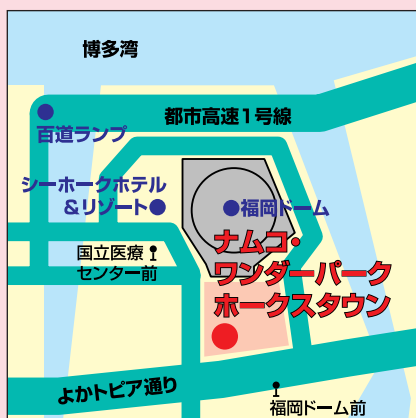 博多湾
都市高速1号線
百道ランプ
シーホークホテル
&リゾート
福岡ドーム
国立医療
センター前
ナムコ・
ワンダーパーク
ホークスタウン
よかトピア通り
福岡ドーム前